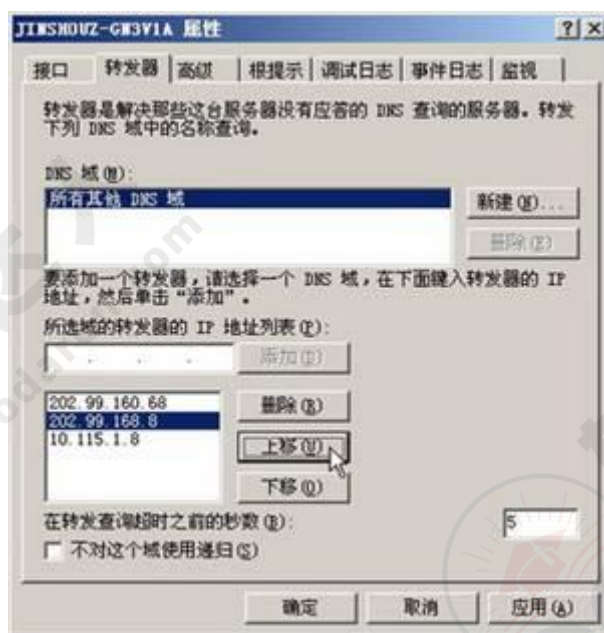 JINSHOUZ-GW3V1A 属性
接口 转发器 高级 根提示 调试日志 事件日志 监视
转发器是解决那些这台服务器没有应答的 DNS 查询的服务器。转发
下列 DNS 域中的名称查询。
DNS 域(M):
所有其他 DNS 域
新建(N)...
删除(E)
要添加一个转发器，请选择一个 DNS 域，在下面键入转发器的 IP
地址，然后单击“添加”。
所选域的转发器的 IP 地址列表(P):
添加(D)
202.99.160.68
202.99.168.8
10.115.1.8
删除(R)
上移(U)
下移(O)
在转发查询超时之前的秒数(B):
5
不对这个域使用递归(S)
确定 取消 应用(A)